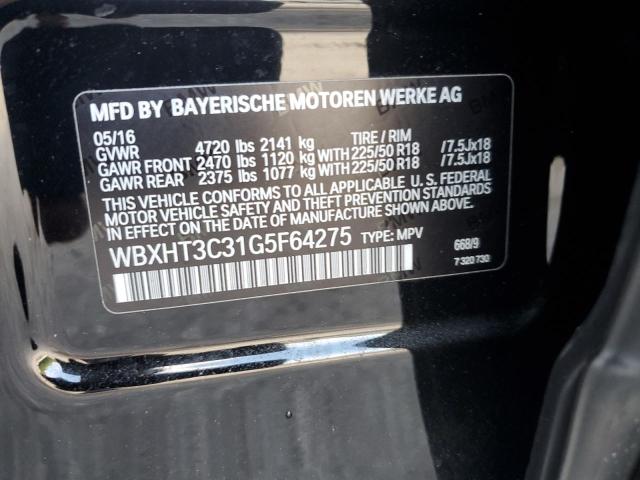 MFD BY BAYERISCHE MOTOREN WERKE AG
05/16 TIRE / RIM
GVWR 4720 lbs 2141 kg
GAWR FRONT 2470 lbs 1120 kg WITH 225/50 R18 /7.5Jx18
GAWR REAR 2375 lbs 1077 kg WITH 225/50 R18 /7.5Jx18
THIS VEHICLE CONFORMS TO ALL APPLICABLE U. S. FEDERAL
MOTOR VEHICLE SAFETY AND THEFT PREVENTION STANDARDS
IN EFFECT ON THE DATE OF MANUFACTURE SHOWN ABOVE.
WBXHT3C31G5F64275 TYPE: MPV 668/9
7 320 730